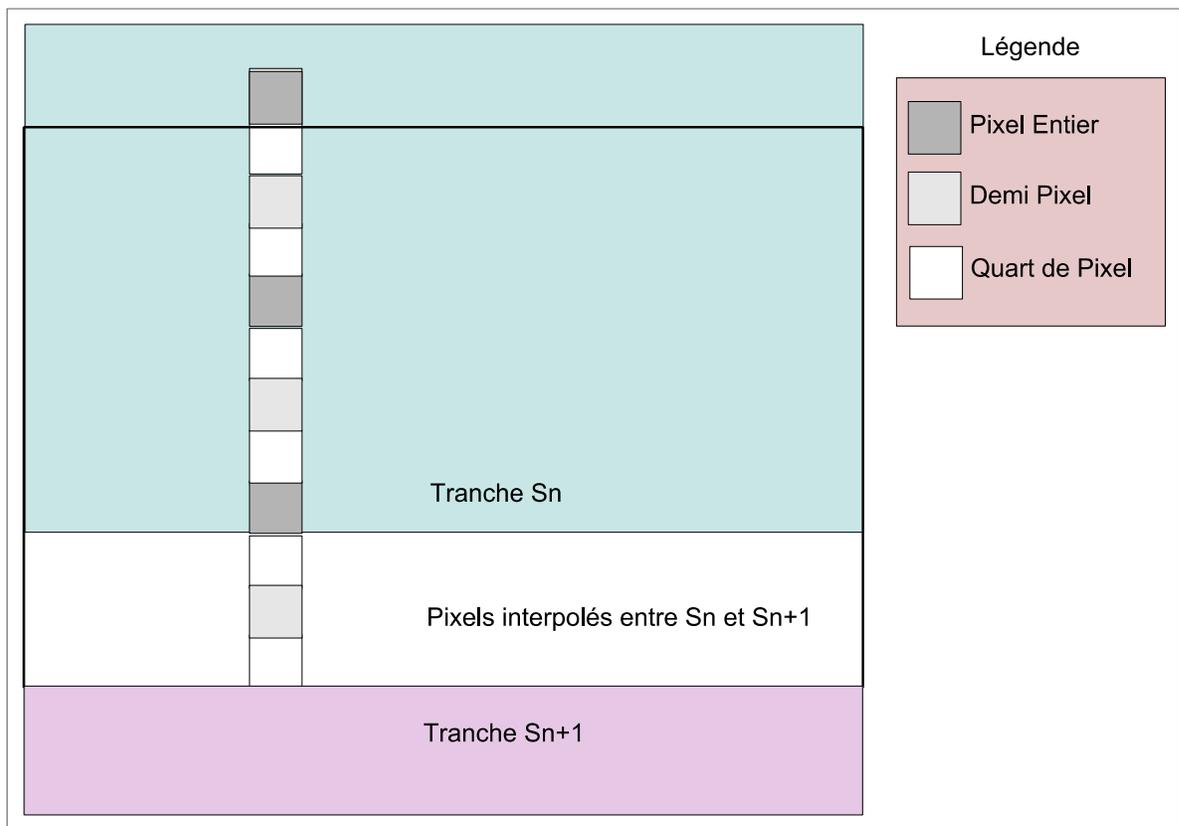 Légende
Pixel Entier
Demi Pixel
Quart de Pixel
Tranche Sn
Pixels interpolés entre Sn et Sn+1
Tranche Sn+1